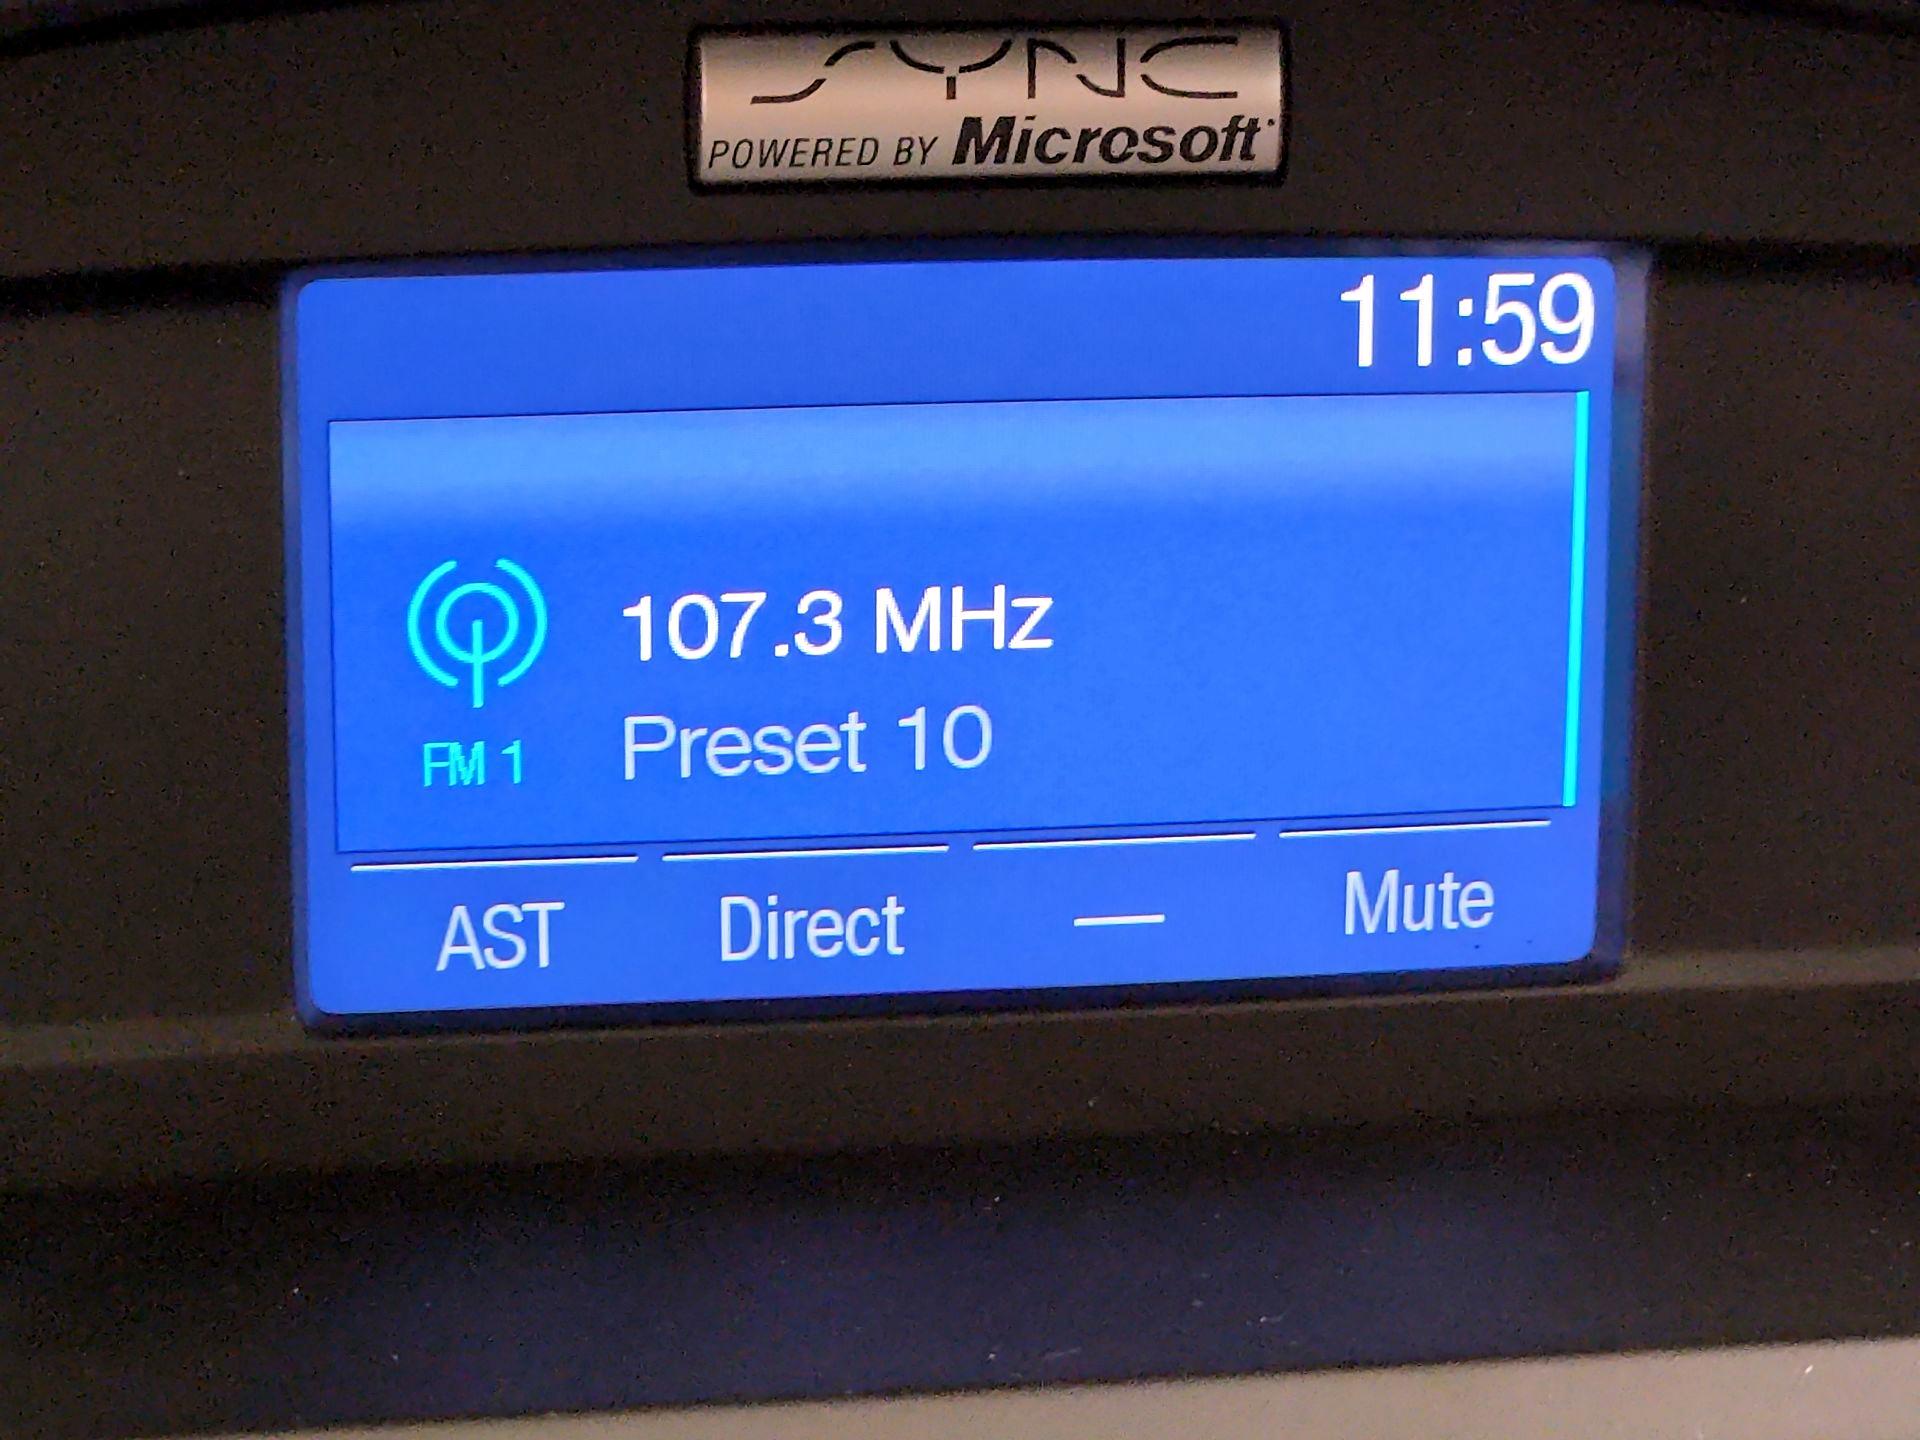 SYNC
POWERED BY Microsoft
11:59
107.3 MHz
Preset 10
FM 1
AST Direct — Mute